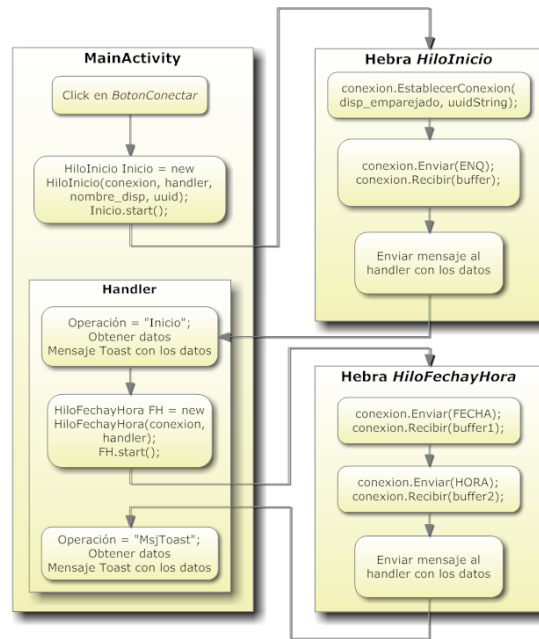 MainActivity
Click en BotonConectar
HiloInicio Inicio = new
HiloInicio(conexion, handler,
nombre_disp, uuid);
Inicio.start();
Handler
Operación = "Inicio";
Obtener datos
Mensaje Toast con los datos
HiloFechayHora FH = new
HiloFechayHora(conexion,
handler);
FH.start();
Operación = "MsjToast";
Obtener datos
Mensaje Toast con los datos
Hebra HiloInicio
conexion.EstablecerConexion(
disp_emparejado, uuidString);
conexion.Enviar(ENQ);
conexion.Recibir(buffer);
Enviar mensaje al
handler con los datos
Hebra HiloFechayHora
conexion.Enviar(FECHA);
conexion.Recibir(buffer1);
conexion.Enviar(HORA);
conexion.Recibir(buffer2);
Enviar mensaje al
handler con los datos